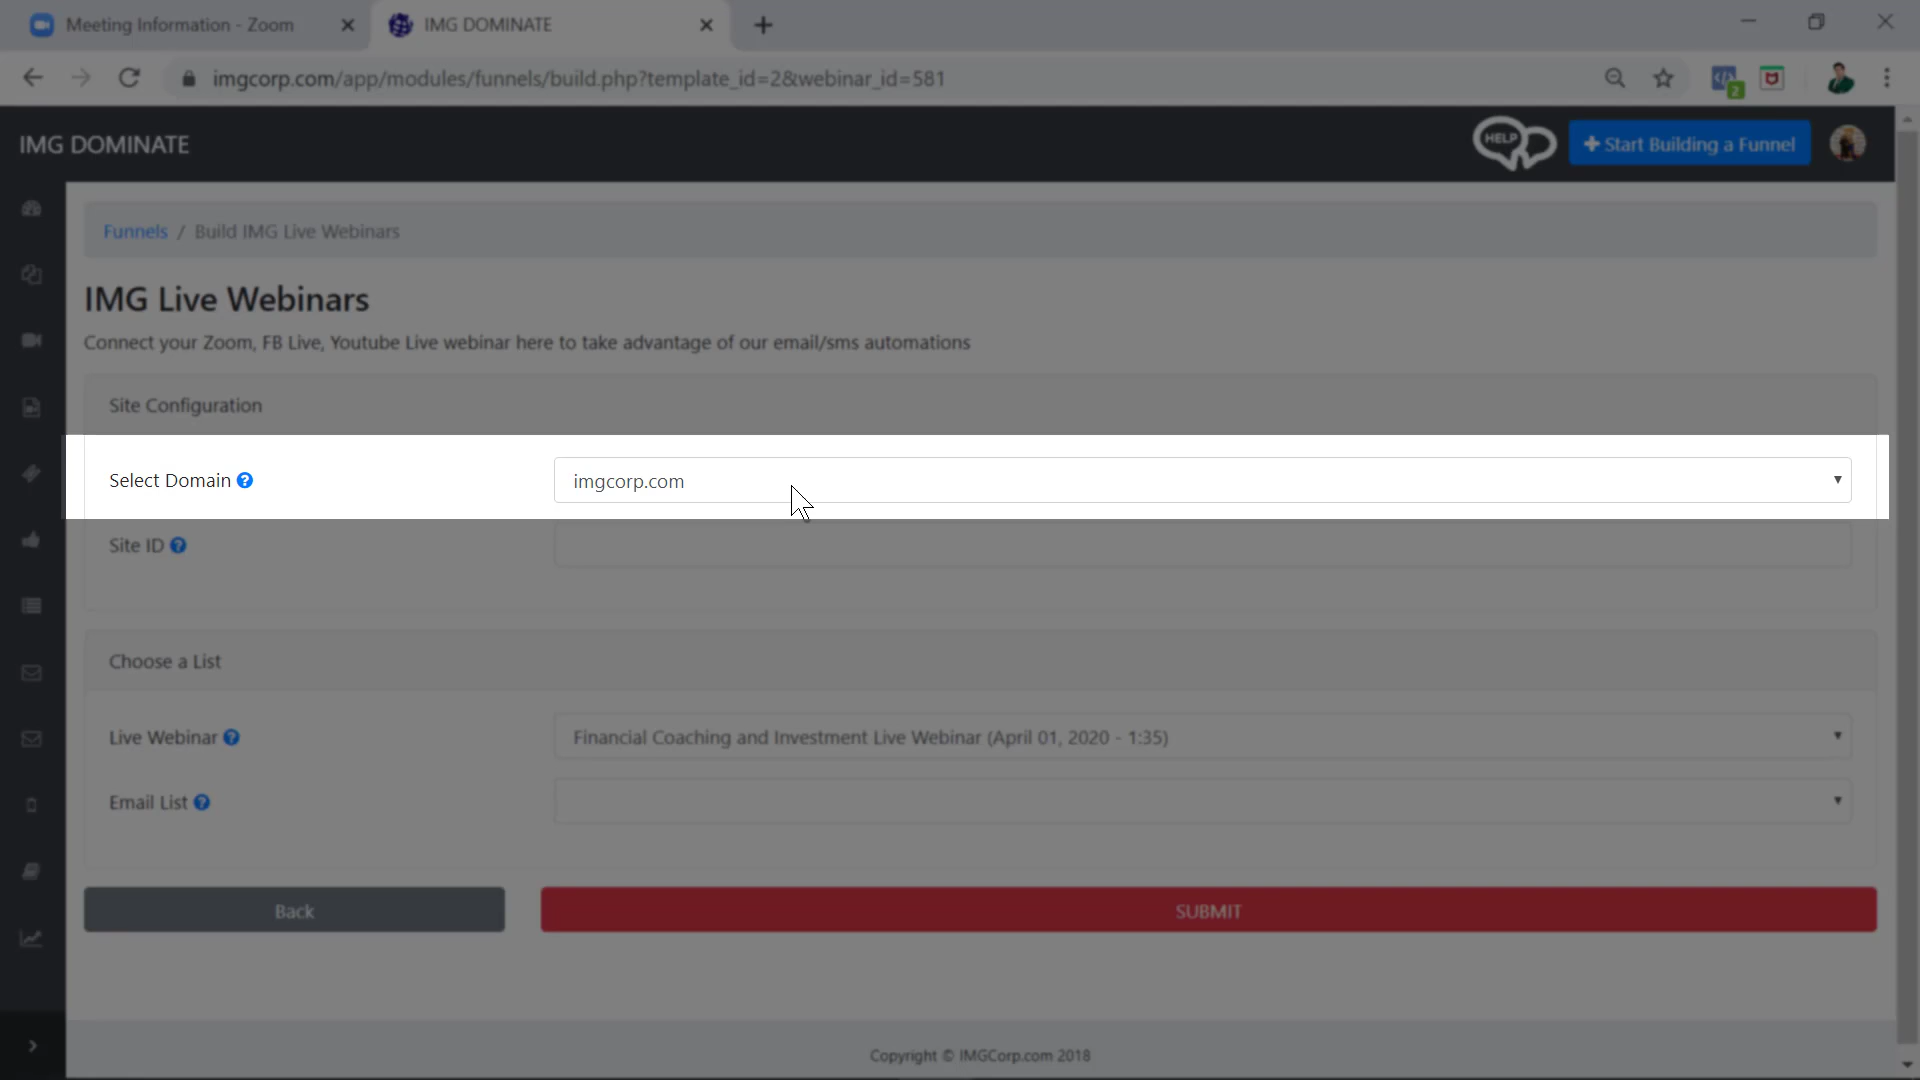 Meeting Information - Zoom
IMG DOMINATE
imgcorp.com/app/modules/funnels/build.php?template_id=2&webinar_id=581
2
IMG DOMINATE
HELP
Start Building a Funnel
Funnels / Build IMG Live Webinars
IMG Live Webinars
Connect your Zoom, FB Live, Youtube Live webinar here to take advantage of our email/sms automations
Site Configuration
Select Domain ?
imgcorp.com
Site ID ?
Choose a List
Live Webinar ?
Financial Coaching and Investment Live Webinar (April 01, 2020 - 1:35)
Email List ?
Back
SUBMIT
Copyright © IMGCorp.com 2018